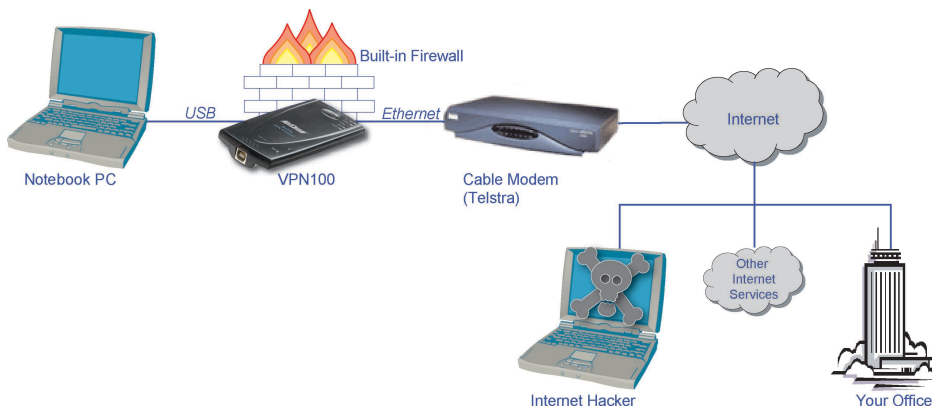 Built-in Firewall
USB
Ethernet
Internet
Notebook PC
VPN100
Cable Modem
(Telstra)
Other
Internet
Services
Internet Hacker
Your Office